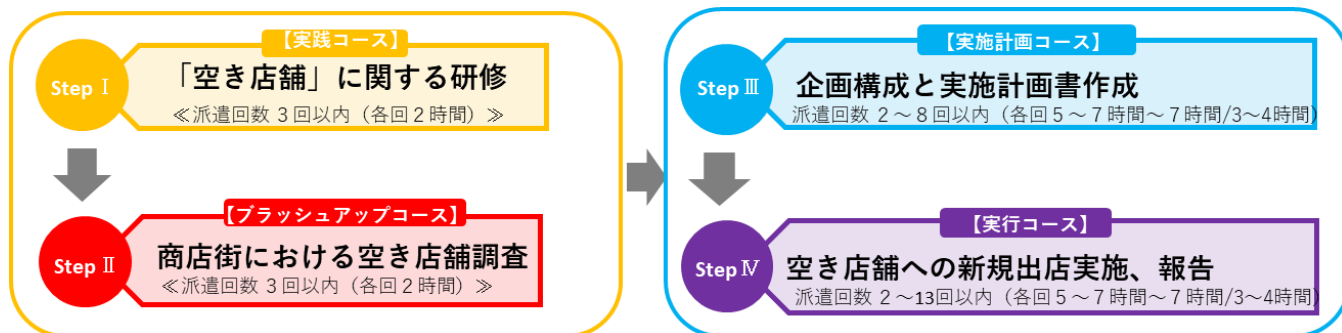 【実践コース】
Step Ⅰ
「空き店舗」に関する研修
≪派遣回数 3回以内（各回2時間）≫
【ブラッシュアップコース】
Step Ⅱ
商店街における空き店舗調査
≪派遣回数 3回以内（各回2時間）≫
【実施計画コース】
Step Ⅲ
企画構成と実施計画書作成
派遣回数 2～8回以内（各回5～7時間～7時間/3～4時間）
【実行コース】
Step Ⅳ
空き店舗への新規出店実施、報告
派遣回数 2～13回以内（各回5～7時間～7時間/3～4時間）